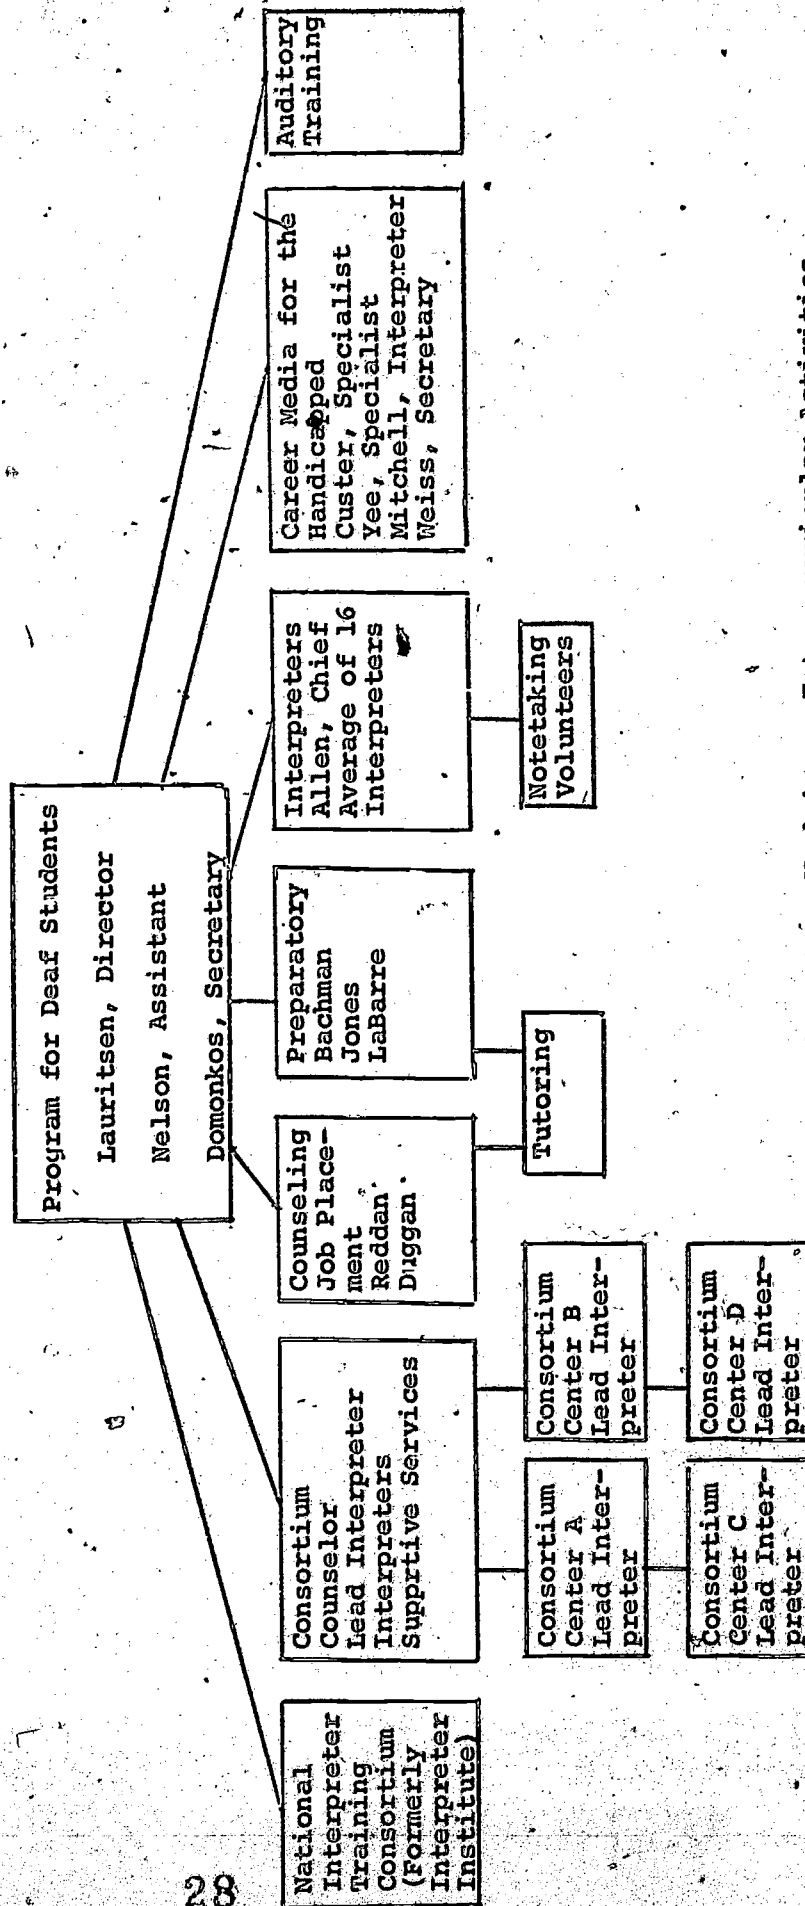 Program for Deaf Students
Lauritsen, Director
Nelson, Assistant
Domonkos, Secretary
National
Interpreter
Training
Consortium
(Formerly
Interpreter
Institute)
Consortium
Counselor
Lead Interpreter
Interpreters
Supprtive Services
Counseling
Job Place-
ment
Reddan
Duggan
Preparatory
Bachman
Jones
LaBarre
Interpreters
Allen, Chief
Average of 16
Interpreters
Career Media for the
Handicapped
Custer, Specialist
Yee, Specialist
Mitchell, Interpreter
Weiss, Secretary
Auditory
Training
Consortium
Center A
Lead Inter-
preter
Consortium
Center B
Lead Inter-
preter
Tutoring
Notetaking
Volunteers
Consortium
Center C
Lead Inter-
preter
Consortium
Center D
Lead Inter-
preter
28